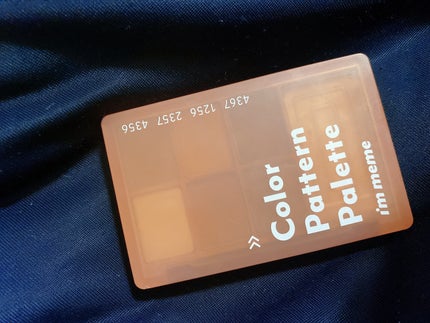 Color
Pattern
Palette
i'm meme
4367 1256 2357 4356